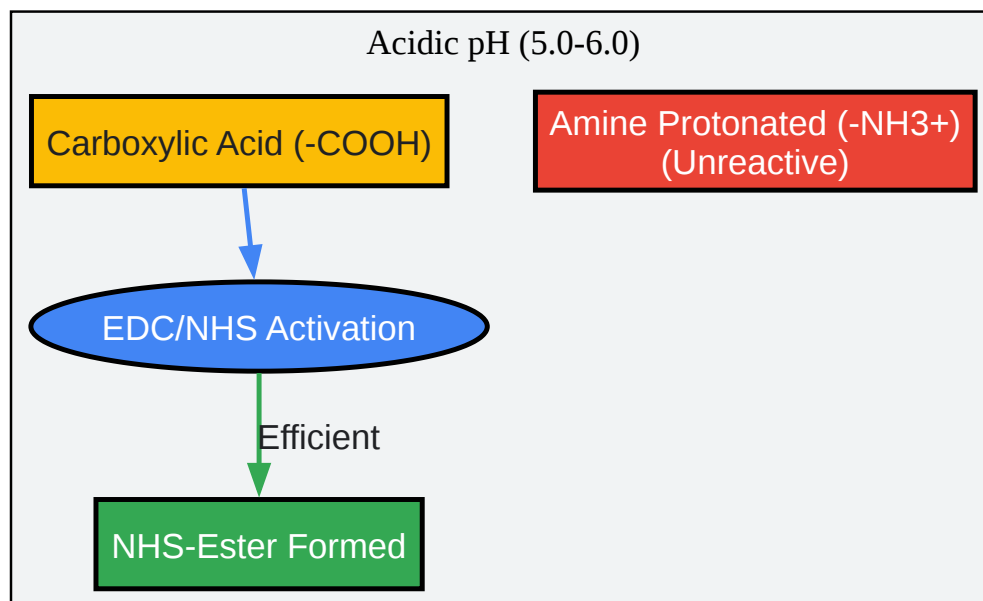 Acidic pH (5.0-6.0)
Carboxylic Acid (-COOH)
Amine Protonated (-NH3+)
(Unreactive)
EDC/NHS Activation
Efficient
NHS-Ester Formed